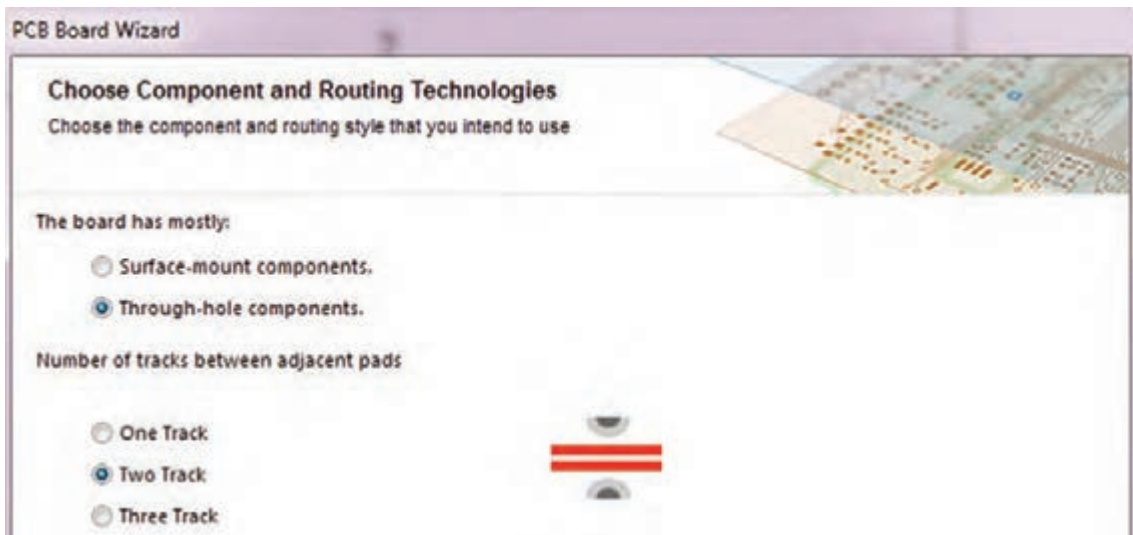 PCB Board Wizard
Choose Component and Routing Technologies
Choose the component and routing style that you intend to use
The board has mostly:
Surface-mount components.
Through-hole components.
Number of tracks between adjacent pads
One Track
Two Track
Three Track